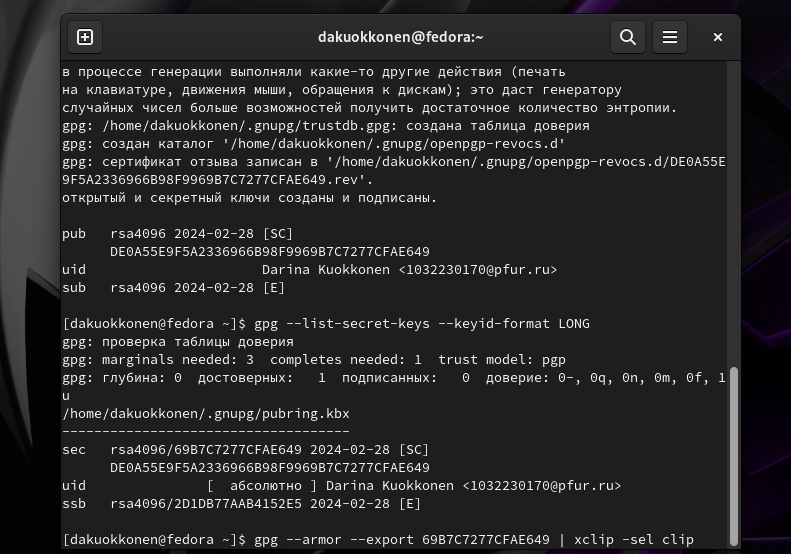 dakuokkonen@fedora:~
в процессе генерации выполняли какие-то другие действия (печать
на клавиатуре, движения мыши, обращения к дискам); это даст генератору
случайных чисел больше возможностей получить достаточное количество энтропии.
gpg: /home/dakuokkonen/.gnupg/trustdb.gpg: создана таблица доверия
gpg: создан каталог '/home/dakuokkonen/.gnupg/openpgp-revocs.d'
gpg: сертификат отзыва записан в '/home/dakuokkonen/.gnupg/openpgp-revocs.d/DE0A55E
9F5A2336966B98F9969B7C7277CFAE649.rev'.
открытый и секретный ключи созданы и подписаны.
pub   rsa4096 2024-02-28 [SC]
      DE0A55E9F5A2336966B98F9969B7C7277CFAE649
uid                      Darina Kuokkonen <1032230170@pfur.ru>
sub   rsa4096 2024-02-28 [E]
[dakuokkonen@fedora ~]$ gpg --list-secret-keys --keyid-format LONG
gpg: проверка таблицы доверия
gpg: marginals needed: 3  completes needed: 1  trust model: pgp
gpg: глубина: 0  достоверных:   1  подписанных:   0  доверие: 0-, 0q, 0n, 0m, 0f, 1
u
/home/dakuokkonen/.gnupg/pubring.kbx
------------------------------------
sec   rsa4096/69B7C7277CFAE649 2024-02-28 [SC]
      DE0A55E9F5A2336966B98F9969B7C7277CFAE649
uid               [  абсолютно ] Darina Kuokkonen <1032230170@pfur.ru>
ssb   rsa4096/2D1DB77AAB4152E5 2024-02-28 [E]
[dakuokkonen@fedora ~]$ gpg --armor --export 69B7C7277CFAE649 | xclip -sel clip